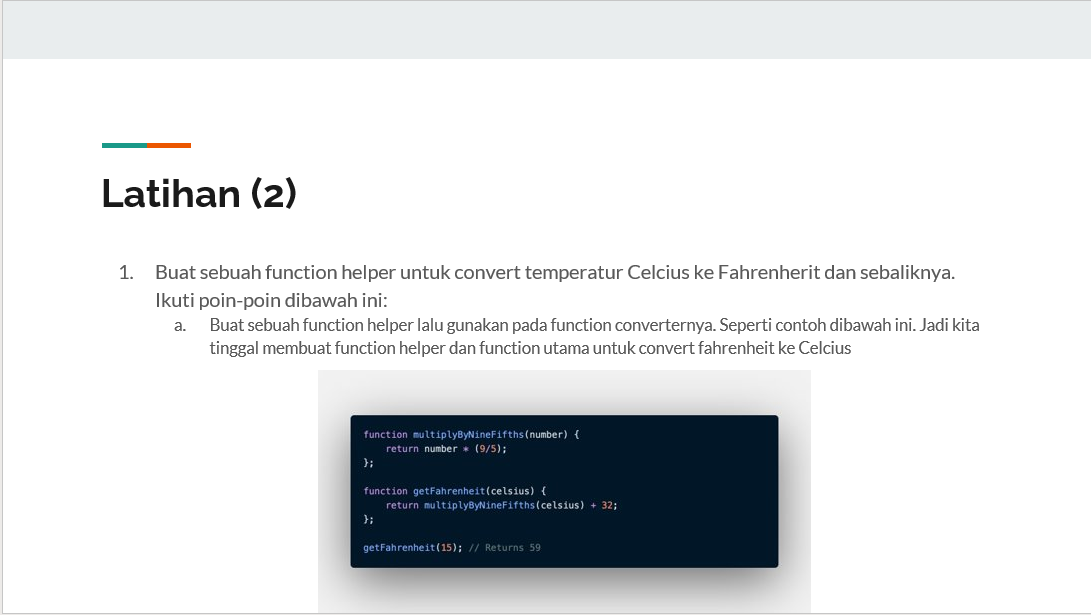 Latihan (2)
1. Buat sebuah function helper untuk convert temperatur Celcius ke Fahrenherit dan sebaliknya.
Ikuti poin-poin dibawah ini:
a. Buat sebuah function helper lalu gunakan pada function converternya. Seperti contoh dibawah ini. Jadi kita
tinggal membuat function helper dan function utama untuk convert fahrenheit ke Celcius
function multiplyByNineFifths(number) {
    return number * (9/5);
};
function getFahrenheit(celsius) {
    return multiplyByNineFifths(celsius) + 32;
};
getFahrenheit(15); // Returns 59